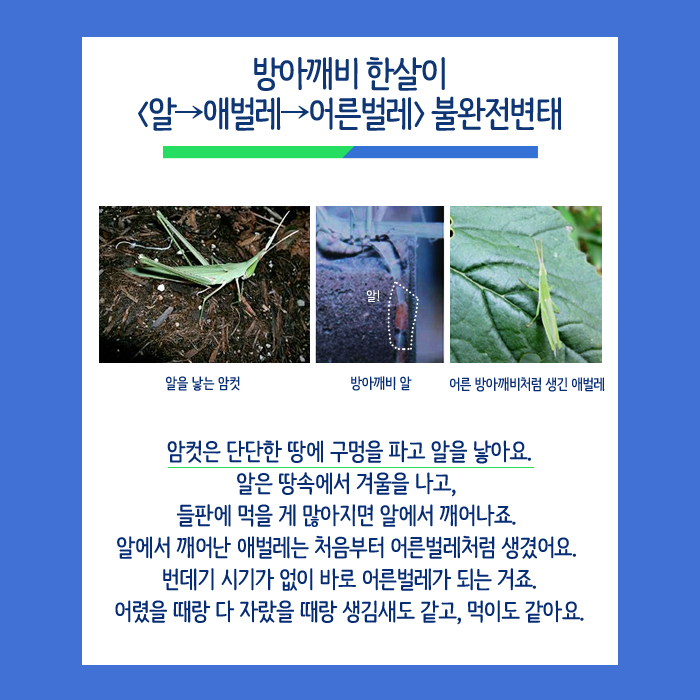 방아깨비 한살이
<알→애벌레→어른벌레> 불완전변태
알!
알을 낳는 암컷
방아깨비 알
어른 방아깨비처럼 생긴 애벌레
암컷은 단단한 땅에 구멍을 파고 알을 낳아요.
알은 땅속에서 겨울을 나고,
들판에 먹을 게 많아지면 알에서 깨어나죠.
알에서 깨어난 애벌레는 처음부터 어른벌레처럼 생겼어요.
번데기 시기가 없이 바로 어른벌레가 되는 거죠.
어렸을 때랑 다 자랐을 때랑 생김새도 같고, 먹이도 같아요.